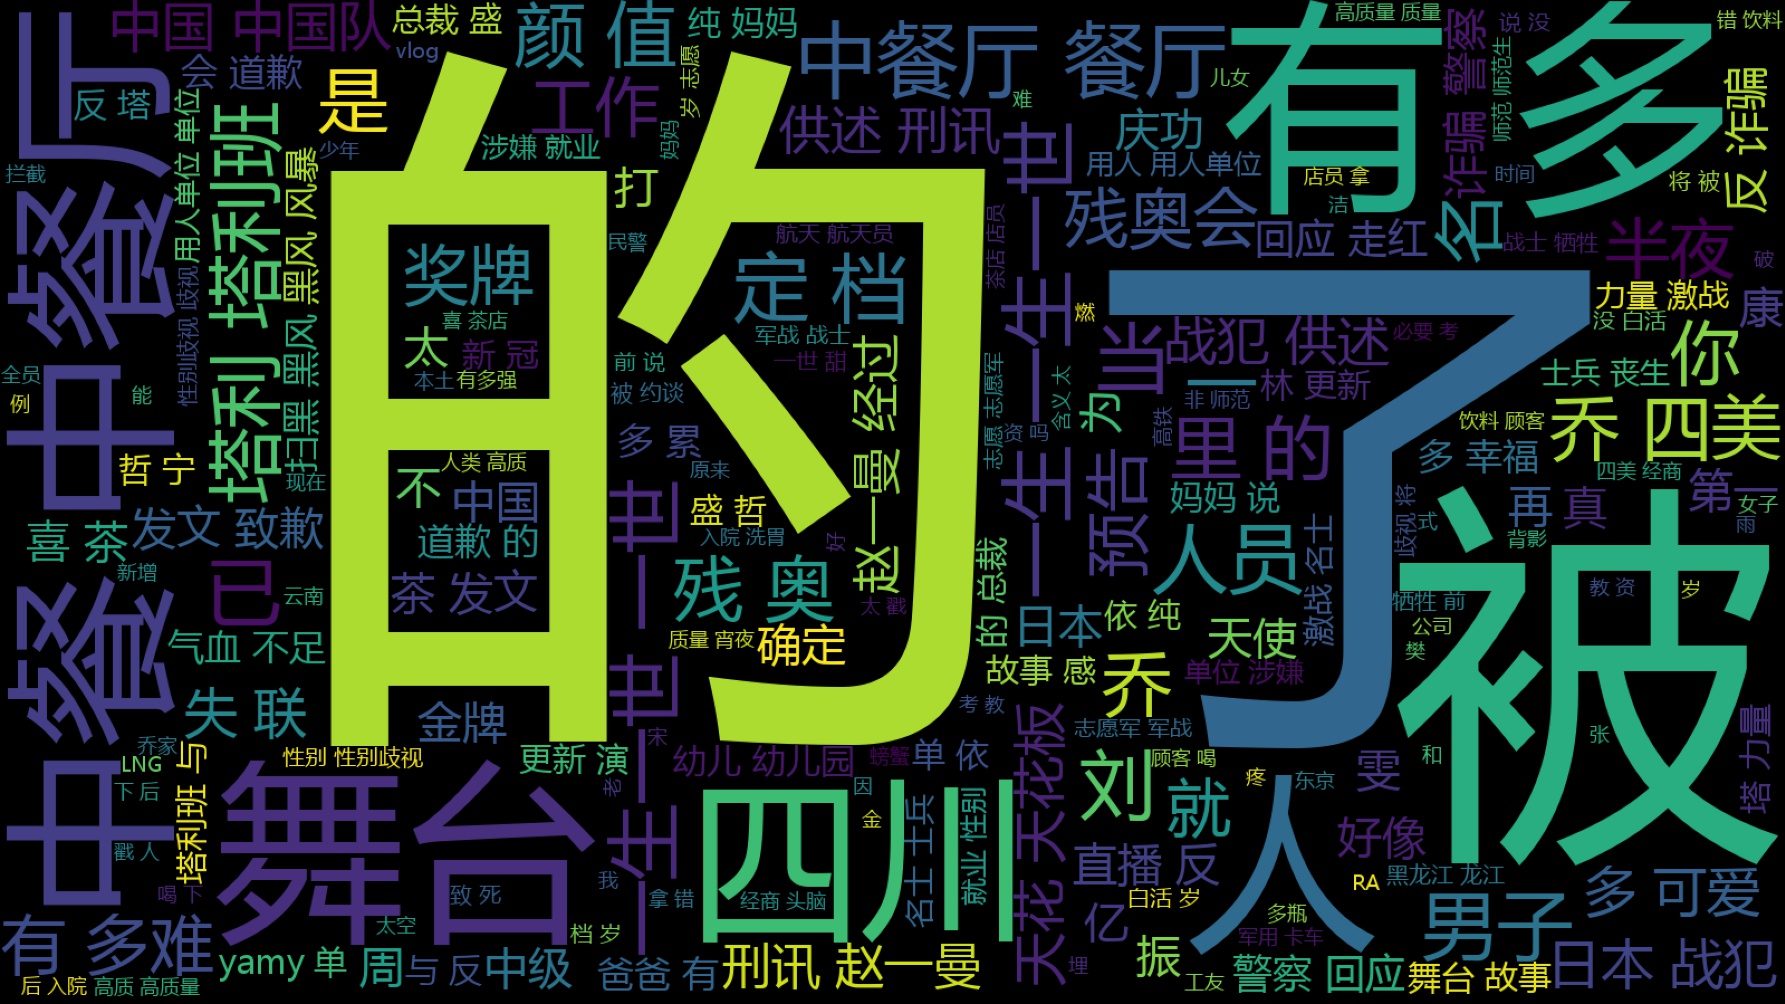 中国 中国队
总裁 盛
vlog
颜 值
纯 妈妈
中餐厅 餐厅
有 多
高质量 质量
警察
说 没
错 饮料
中餐 中餐厅
反 塔
会 道歉
是
工作
岁 志愿
儿女
难
师范 师范生
反 诈骗
用人单位 单位
塔利 塔利班
扫黑 黑风 风暴
少年
涉嫌 就业
妈妈
供述 刑讯
庆功
用人 用人单位
诈骗
时间
店员 拿
将 被
拦截
的
打
残奥会
洁
名
回应 走红
战士 牺牲
半夜
破
民警
航天 航天员
茶店 店员
一生一世
奖牌
定 档
了
力量 激战
康
性别歧视 歧视
喜 茶店
军战 战士
燃
没 白活
太
新 冠
前 说
一世 甜
赵一曼 经过
当
战犯 供述
必要 考
你
全员
例
能
本土
有多强
被 约谈
志愿 志愿军
含义 太
为
一
林 更新
非 师范
士兵 丧生
哲 宁
人类 高质
多 累
原来
资 吗
高铁
里 的
饮料 顾客
乔 四美
多 幸福
四美 经商
现在
不
中国
盛 哲
预告
妈妈 说
歧视 将
式
再
真
第一
女子
雨
喜 茶
发文 致歉
道歉 的
入院 洗胃
好
人员
激战 名士
背影
被
新增
已
云南
茶 发文
残 奥
太 戳
的 总裁
日本
依 纯
天使
牺牲 前
教 资
岁
公司
气血 不足
质量 宵夜
确定
故事 感
乔
单位 涉嫌
樊
失 联
金牌
考 教
志愿军 军战
张
塔 力量
乔家
LNG
下 后
塔利班 与
性别 性别歧视
更新 演
宋
幼儿 幼儿园
螃蟹
单 依
天花 天花板
刘
顾客 喝
疼
东京
雯
和
舞台
老
一生 一世
四川
因
金
名士 士兵
就业 性别
就
人
好像
戳 人
喝 下
致 死
我
拿 错
经商 头脑
直播 反
白活 岁
RA
黑龙江 龙江
多 可爱
有 多难
太空
档 岁
亿
多瓶
军用 卡车
男子
后 入院
高质 高质量
yamy 单
周
与 反
中级
爸爸 有
刑讯 赵一曼
埋
振
工友
警察 回应
舞台 故事
日本 战犯